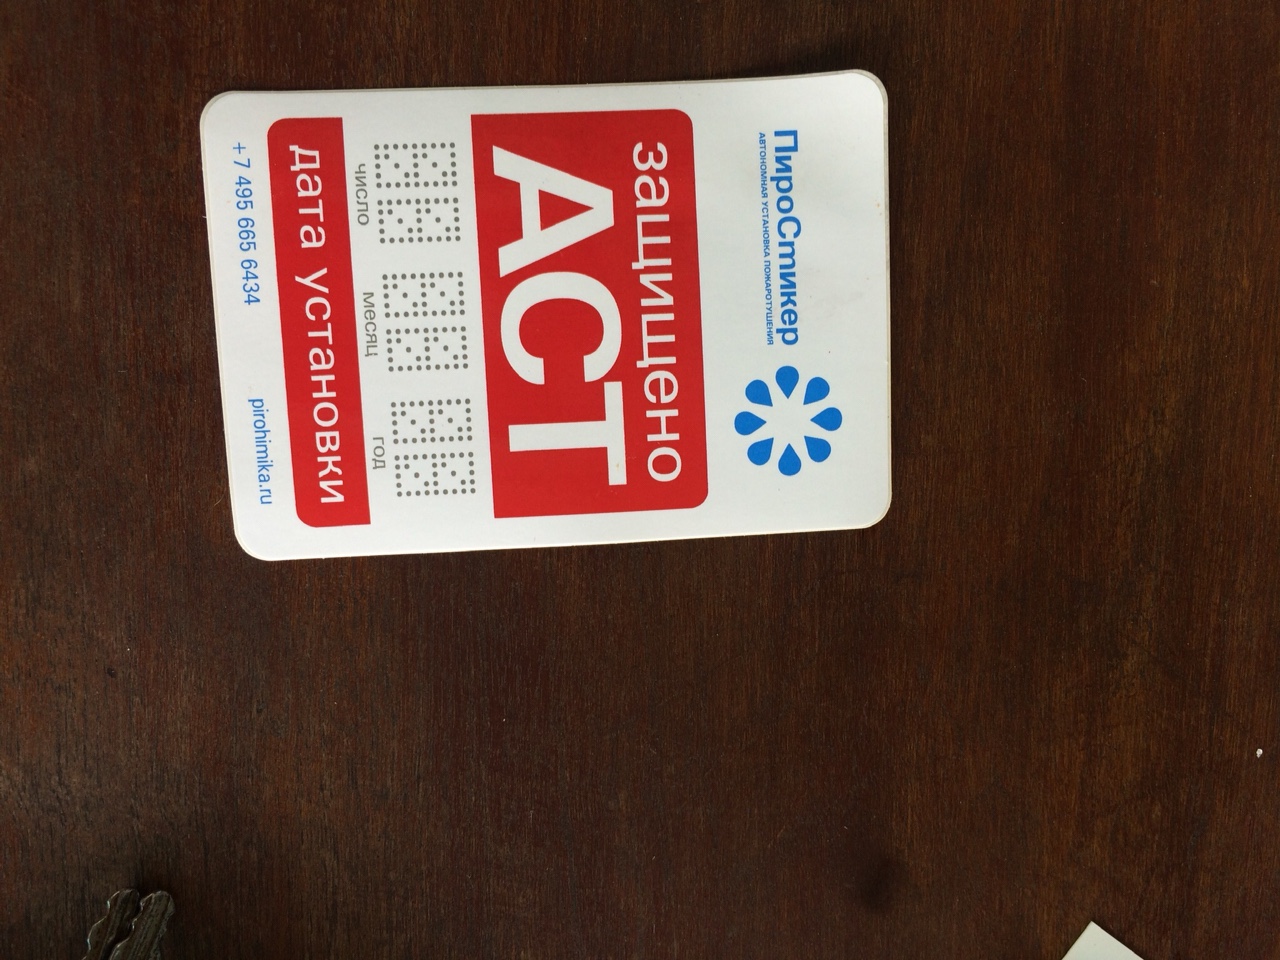 ПироСтикер
АВТОНОМНАЯ УСТАНОВКА ПОЖАРОТУШЕНИЯ
защищено
АСТ
число месяц год
дата установки
+7 495 665 6434 pirohimika.ru